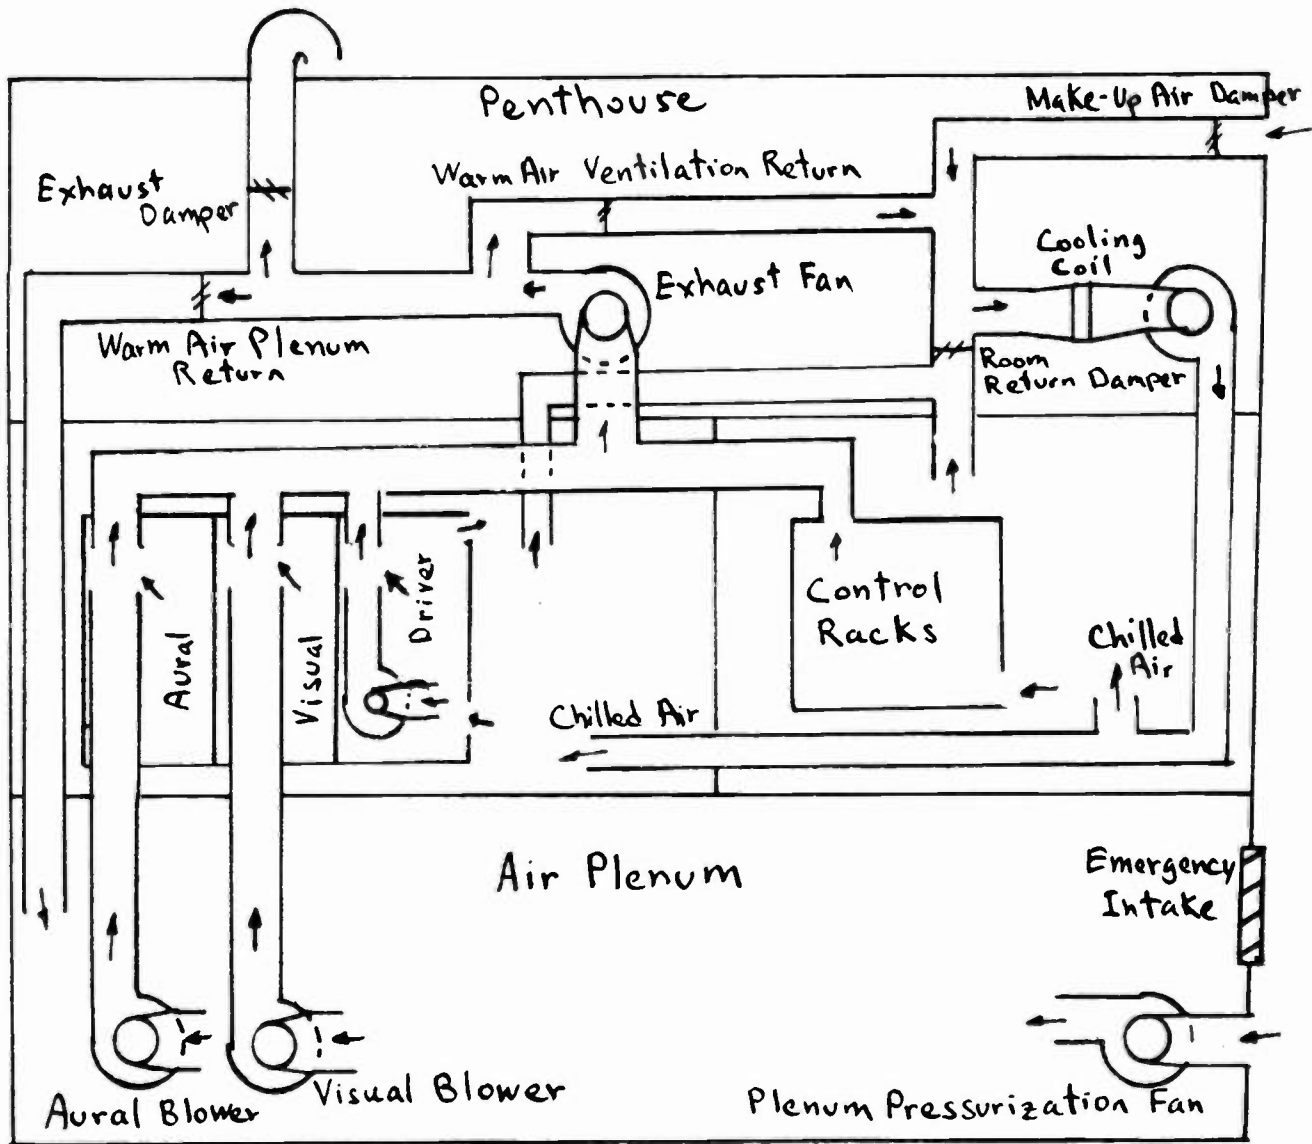 Penthouse
Make-Up Air Damper
Exhaust
Damper
Warm Air Ventilation Return
Cooling
Coil
Exhaust Fan
Warm Air Plenum
Return
Room
Return Damper
Aural
Visual
Driver
Control
Racks
Chilled
Air
Chilled Air
Air Plenum
Emergency
Intake
Aural Blower
Visual Blower
Plenum Pressurization Fan